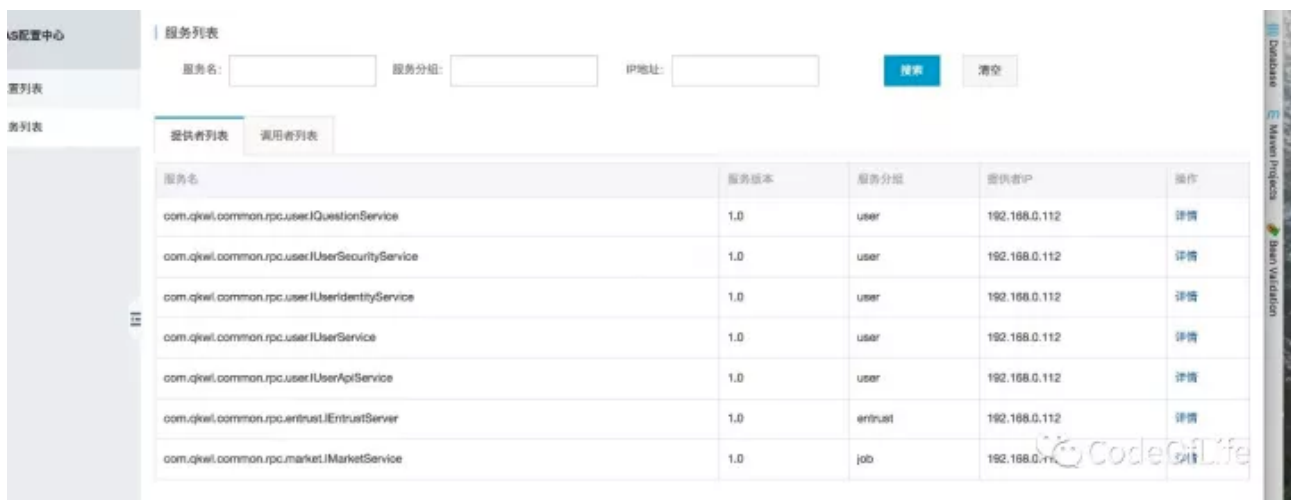 AS配置中心
置列表
务列表
服务列表
服务名:
服务分组:
IP地址:
搜索
清空
提供者列表
调用者列表
服务名 服务版本 服务分组 提供者IP 操作
com.qkwl.common.rpc.user.IQuestionService 1.0 user 192.168.0.112 详情
com.qkwl.common.rpc.user.IUserSecurityService 1.0 user 192.168.0.112 详情
com.qkwl.common.rpc.user.IUserIdentityService 1.0 user 192.168.0.112 详情
com.qkwl.common.rpc.user.IUserService 1.0 user 192.168.0.112 详情
com.qkwl.common.rpc.user.IUserApiService 1.0 user 192.168.0.112 详情
com.qkwl.common.rpc.entrust.IEntrustServer 1.0 entrust 192.168.0.112 详情
com.qkwl.common.rpc.market.IMarketService 1.0 job
CodeOfLife
Database
Maven Projects
Bean Validation